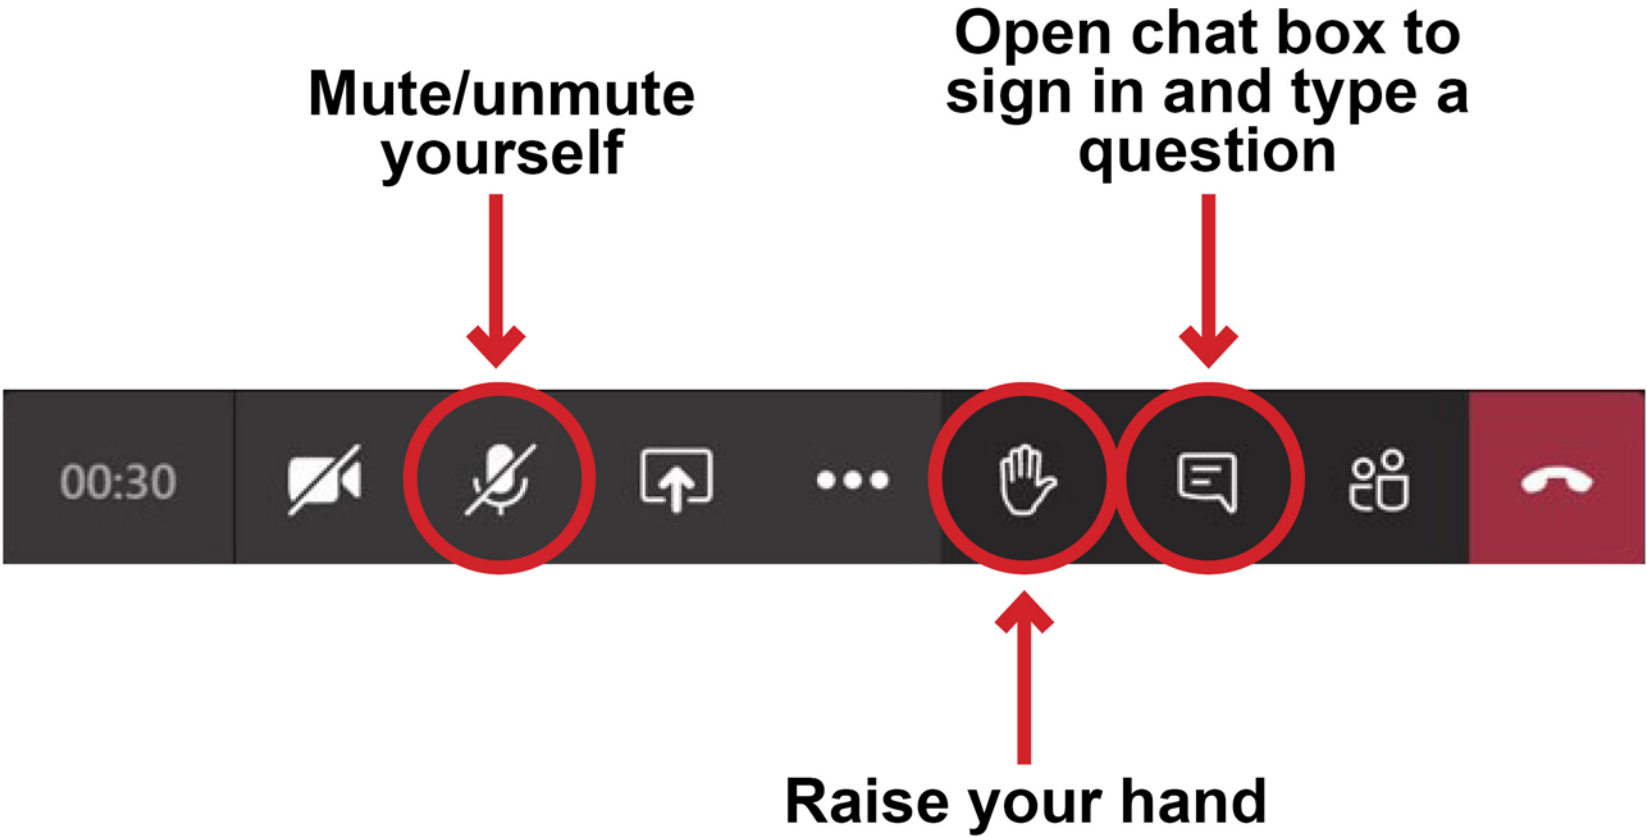 Open chat box to
sign in and type a
question
Mute/unmute
yourself
00:30
Raise your hand